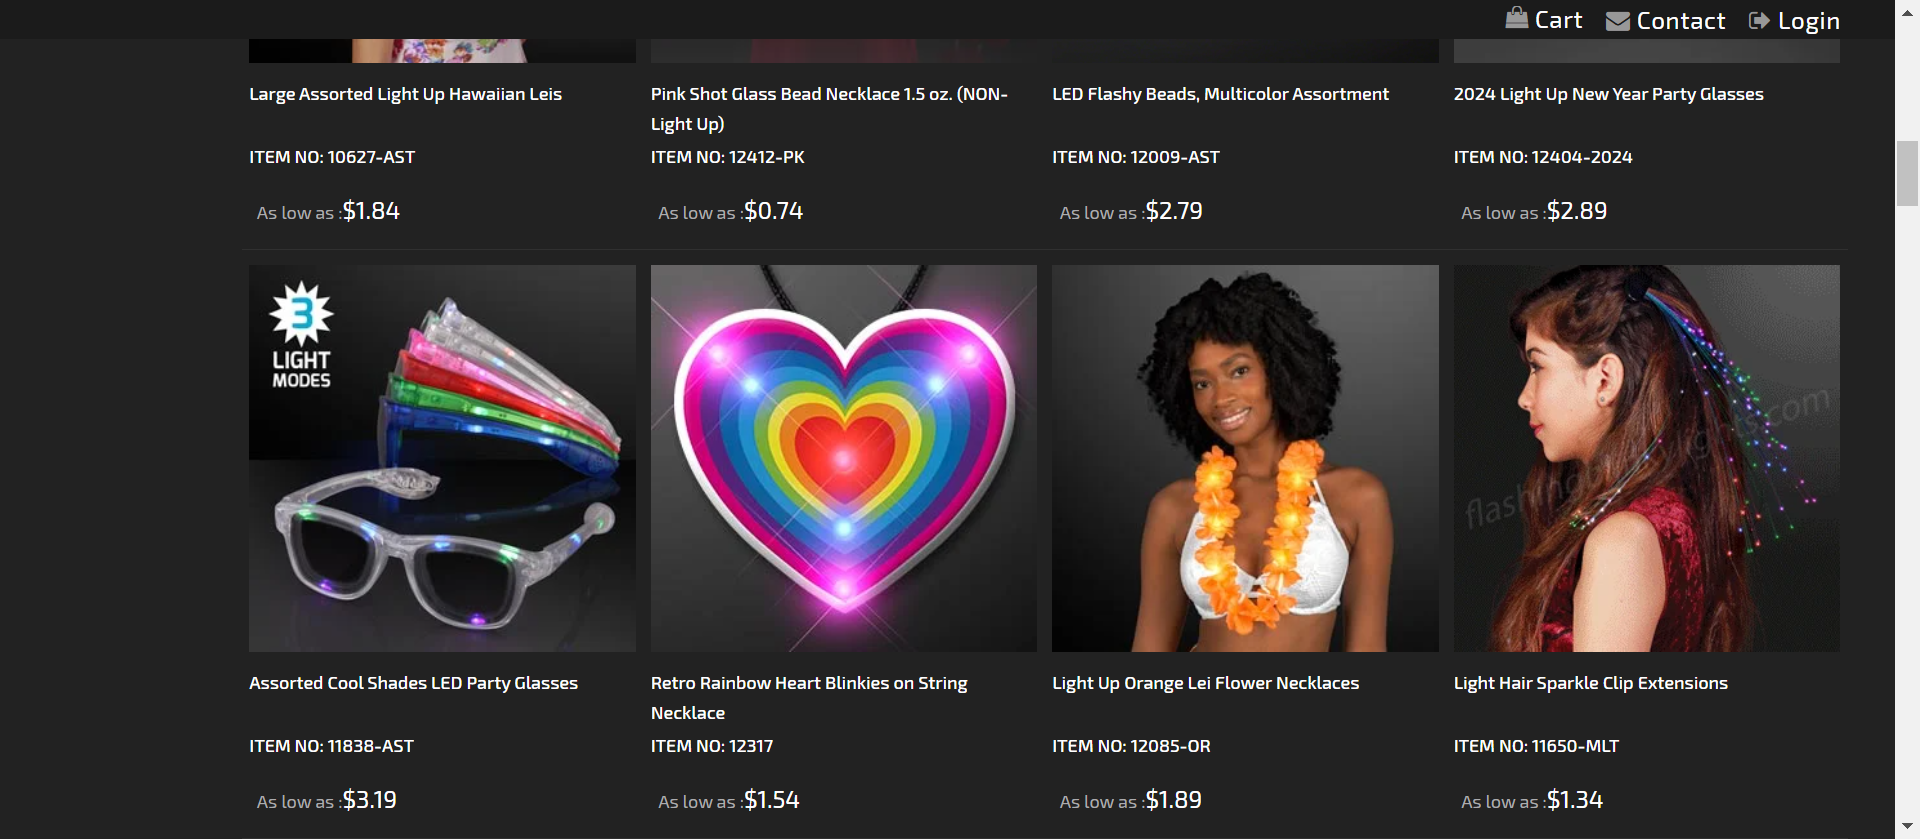 Cart Contact Login
Large Assorted Light Up Hawaiian Leis
ITEM NO: 10627-AST
As low as :$1.84
Pink Shot Glass Bead Necklace 1.5 oz. (NON-
Light Up)
ITEM NO: 12412-PK
As low as :$0.74
LED Flashy Beads, Multicolor Assortment
ITEM NO: 12009-AST
As low as :$2.79
2024 Light Up New Year Party Glasses
ITEM NO: 12404-2024
As low as :$2.89
3
LIGHT
MODES
Assorted Cool Shades LED Party Glasses
ITEM NO: 11838-AST
As low as :$3.19
Retro Rainbow Heart Blinkies on String
Necklace
ITEM NO: 12317
As low as :$1.54
Light Up Orange Lei Flower Necklaces
ITEM NO: 12085-OR
As low as :$1.89
Light Hair Sparkle Clip Extensions
ITEM NO: 11650-MLT
As low as :$1.34